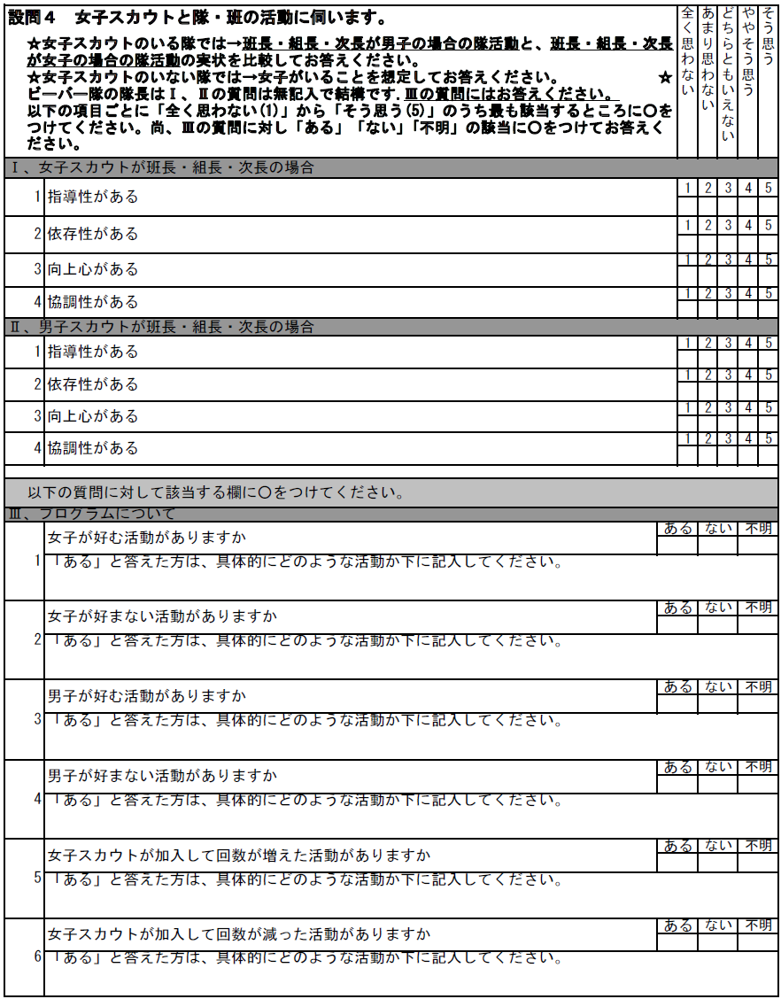 設問４　女子スカウトと隊・班の活動に伺います。
☆女子スカウトのいる隊では→班長・組長・次長が男子の場合の隊活動と、班長・組長・次長
が女子の場合の隊活動の実状を比較してお答えください。
☆女子スカウトのいない隊では→女子がいることを想定してお答えください。　☆
ビーバー隊の隊長はⅠ、Ⅱの質問は無記入で結構です．Ⅲの質問にはお答えください。
以下の項目ごとに「全く思わない(1)」から「そう思う(5)」のうち最も該当するところに〇を
つけてください。尚、Ⅲの質問に対し「ある」「ない」「不明」の該当に〇をつけてお答えく
ださい。
全く思わない
あまり思わない
どちらともいえない
ややそう思う
そう思う
Ⅰ、女子スカウトが班長・組長・次長の場合
1 指導性がある 1 2 3 4 5
2 依存性がある 1 2 3 4 5
3 向上心がある 1 2 3 4 5
4 協調性がある 1 2 3 4 5
Ⅱ、男子スカウトが班長・組長・次長の場合
1 指導性がある 1 2 3 4 5
2 依存性がある 1 2 3 4 5
3 向上心がある 1 2 3 4 5
4 協調性がある 1 2 3 4 5
以下の質問に対して該当する欄に〇をつけてください。
Ⅲ、プログラムについて
女子が好む活動がありますか ある ない 不明
1 「ある」と答えた方は、具体的にどのような活動か下に記入してください。
女子が好まない活動がありますか ある ない 不明
2 「ある」と答えた方は、具体的にどのような活動か下に記入してください。
男子が好む活動がありますか ある ない 不明
3 「ある」と答えた方は、具体的にどのような活動か下に記入してください。
男子が好まない活動がありますか ある ない 不明
4 「ある」と答えた方は、具体的にどのような活動か下に記入してください。
女子スカウトが加入して回数が増えた活動がありますか ある ない 不明
5 「ある」と答えた方は、具体的にどのような活動か下に記入してください。
女子スカウトが加入して回数が減った活動がありますか ある ない 不明
6 「ある」と答えた方は、具体的にどのような活動か下に記入してください。